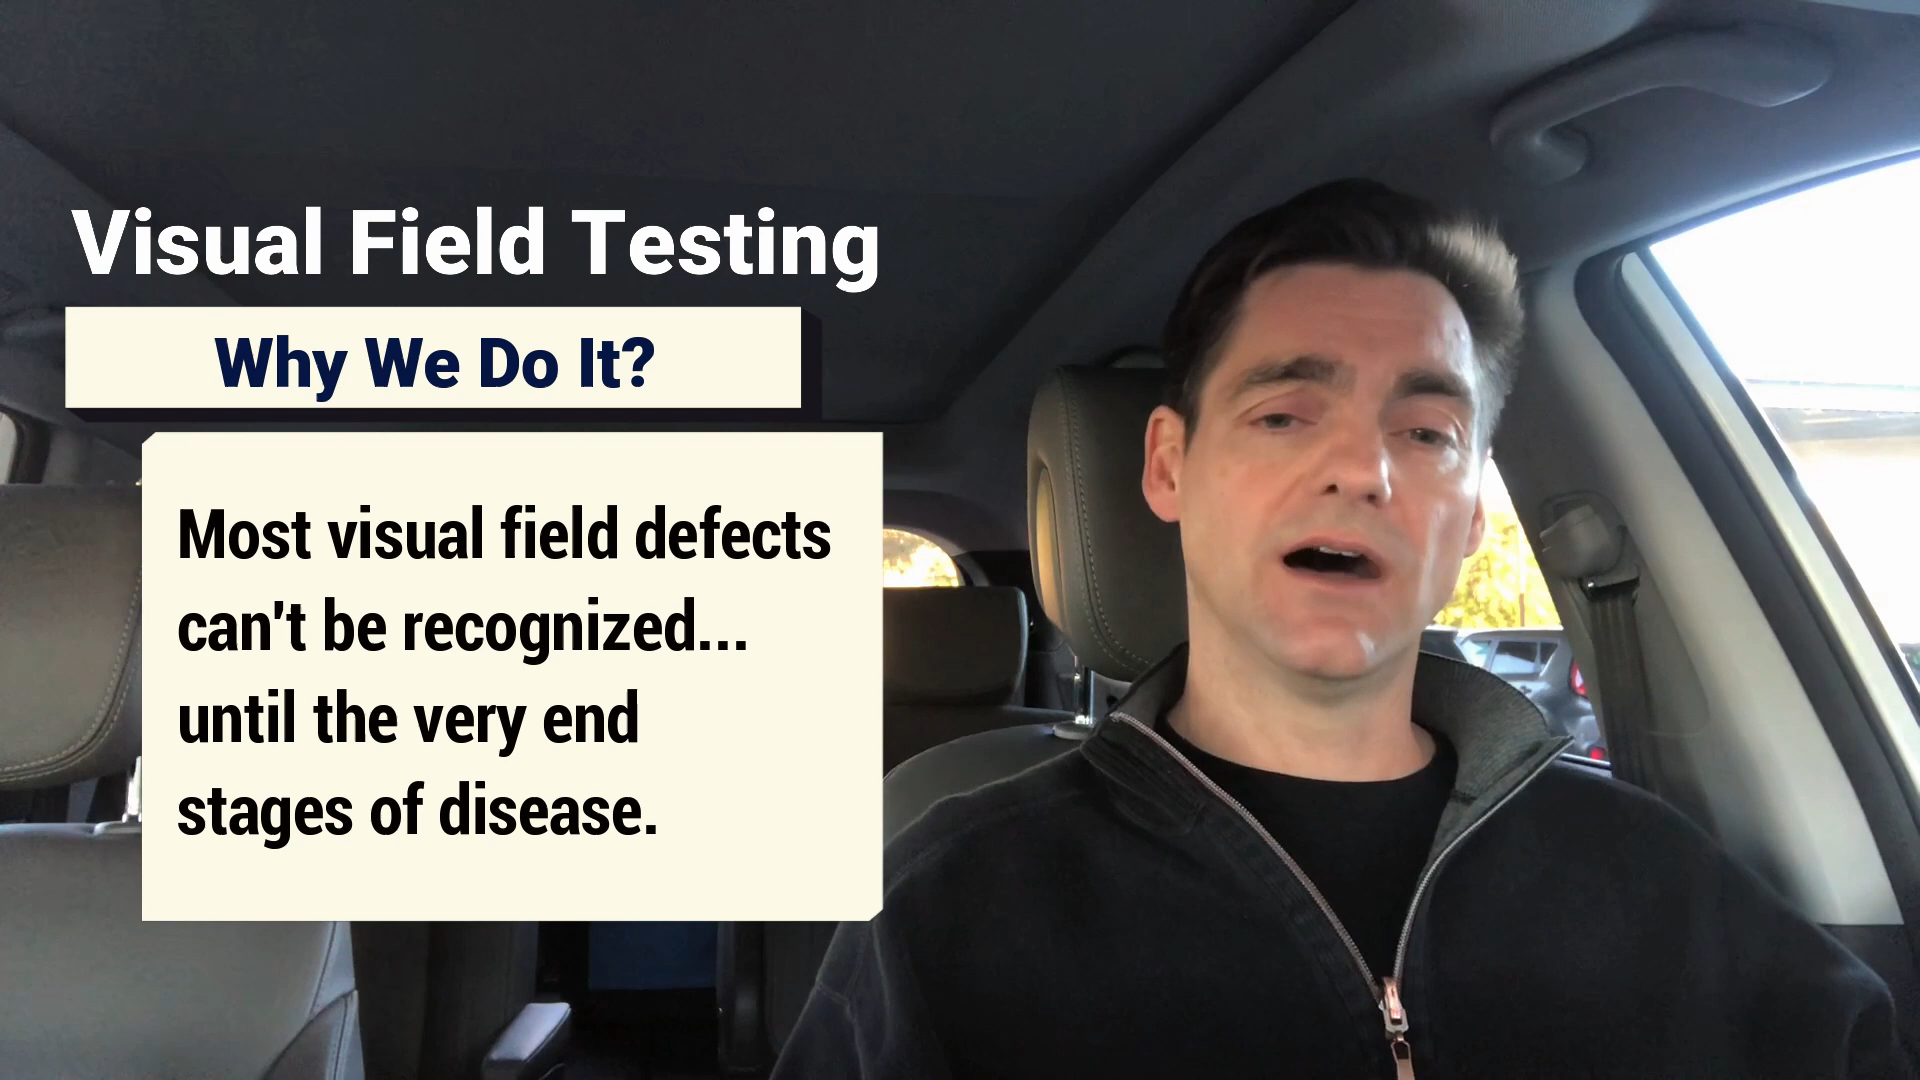 Visual Field Testing
Why We Do It?
Most visual field defects
can't be recognized...
until the very end
stages of disease.